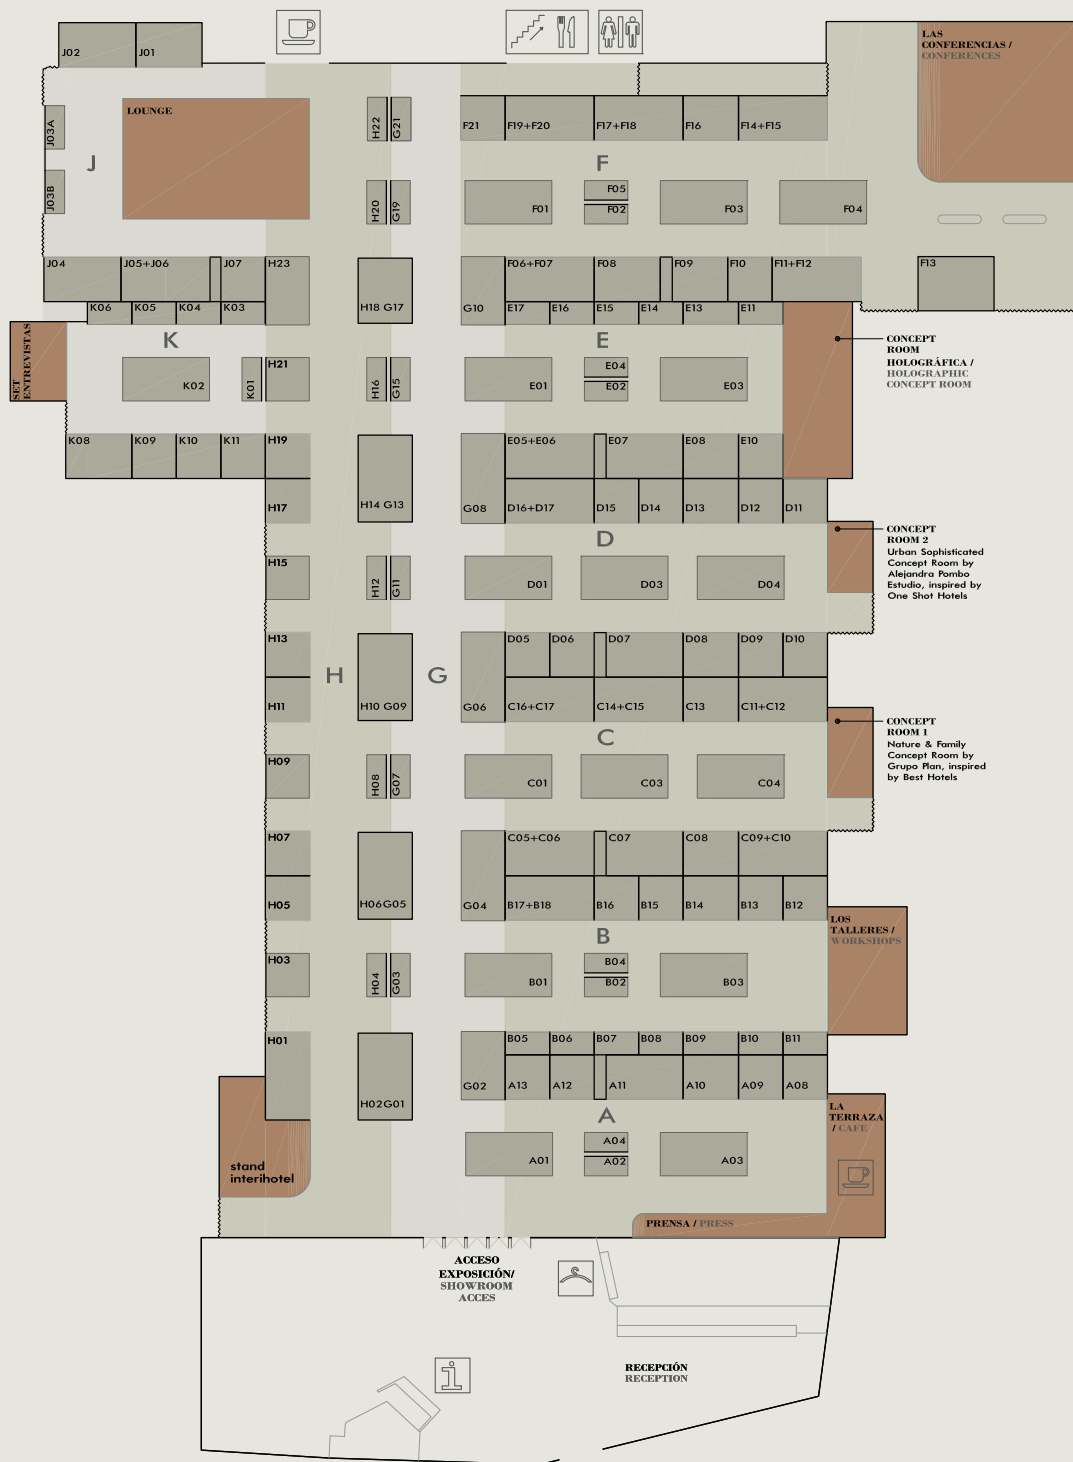 J02 J01
LAS
CONFERENCIAS /
CONFERENCES
LOUNGE
J03A
J03B
J
H22 G21
F21 F19+F20 F17+F18 F16 F14+F15
F
H20 G19
F01 F05 F02 F03 F04
J04 J05+J06 J07 H23
F06+F07 F08 F09 F10 F11+F12 F13
K06 K05 K04 K03
H18 G17 G10
E17 E16 E15 E14 E13 E11
K
E
SET
ENTREVISTAS
CONCEPT
ROOM
HOLOGRÁFICA /
HOLOGRAPHIC
CONCEPT ROOM
K02 K01 H21 H16 G15
E01 E04 E02 E03
K08 K09 K10 K11 H19
E05+E06 E07 E08 E10
H17 H14 G13 G08
D16+D17 D15 D14 D13 D12 D11
D
CONCEPT
ROOM 2
Urban Sophisticated
Concept Room by
Alejandra Pombo
Estudio, inspired by
One Shot Hotels
H15 H12 G11
D01 D03 D04
H13
D05 D06 D07 D08 D09 D10
H
G
H11 H10 G09 G06
C16+C17 C14+C15 C13 C11+C12
C
CONCEPT
ROOM 1
Nature & Family
Concept Room by
Grupo Plan, inspired
by Best Hotels
H09 H08 G07
C01 C03 C04
H07
C05+C06 C07 C08 C09+C10
H05 H06G05 G04
B17+B18 B16 B15 B14 B13 B12
B
LOS
TALLERES /
WORKSHOPS
H03 H04 G03
B01 B04 B02 B03
H01
B05 B06 B07 B08 B09 B10 B11
G02
A13 A12 A11 A10 A09 A08
H02G01
A
LA
TERRAZA
/ CAFE
A01 A04 A02 A03
stand
interihotel
PRENSA / PRESS
ACCESO
EXPOSICIÓN/
SHOWROOM
ACCES
i
RECEPCIÓN
RECEPTION